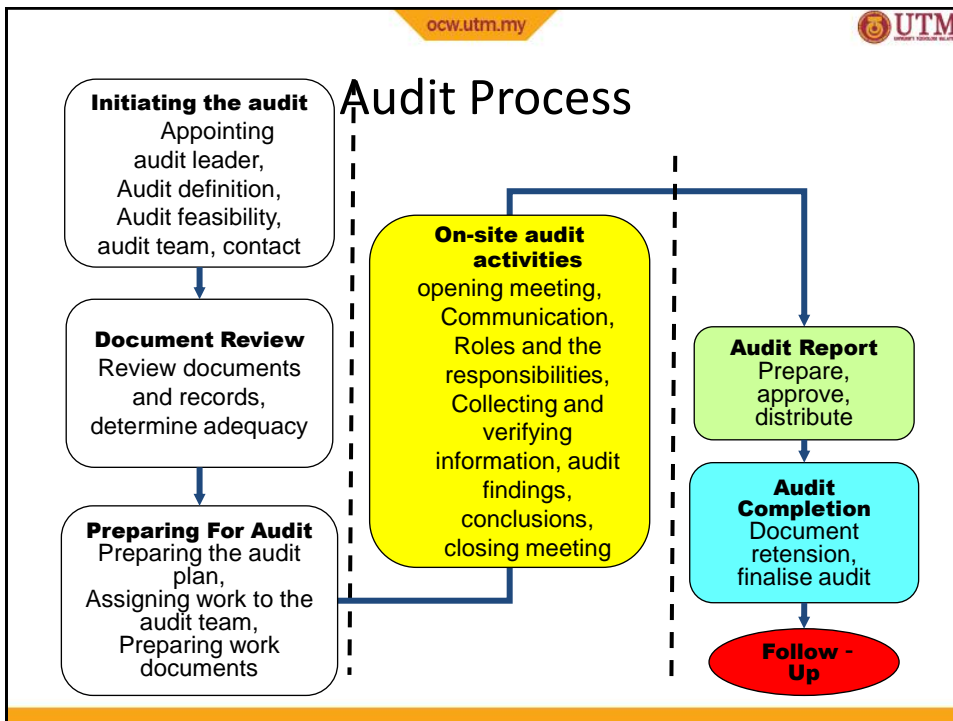 ocw.utm.my
UTM
Audit Process
Initiating the audit
Appointing
audit leader,
Audit definition,
Audit feasibility,
audit team, contact
Document Review
Review documents
and records,
determine adequacy
Preparing For Audit
Preparing the audit
plan,
Assigning work to the
audit team,
Preparing work
documents
On-site audit
activities
opening meeting,
Communication,
Roles and the
responsibilities,
Collecting and
verifying
information, audit
findings,
conclusions,
closing meeting
Audit Report
Prepare,
approve,
distribute
Audit
Completion
Document
retension,
finalise audit
Follow -
Up